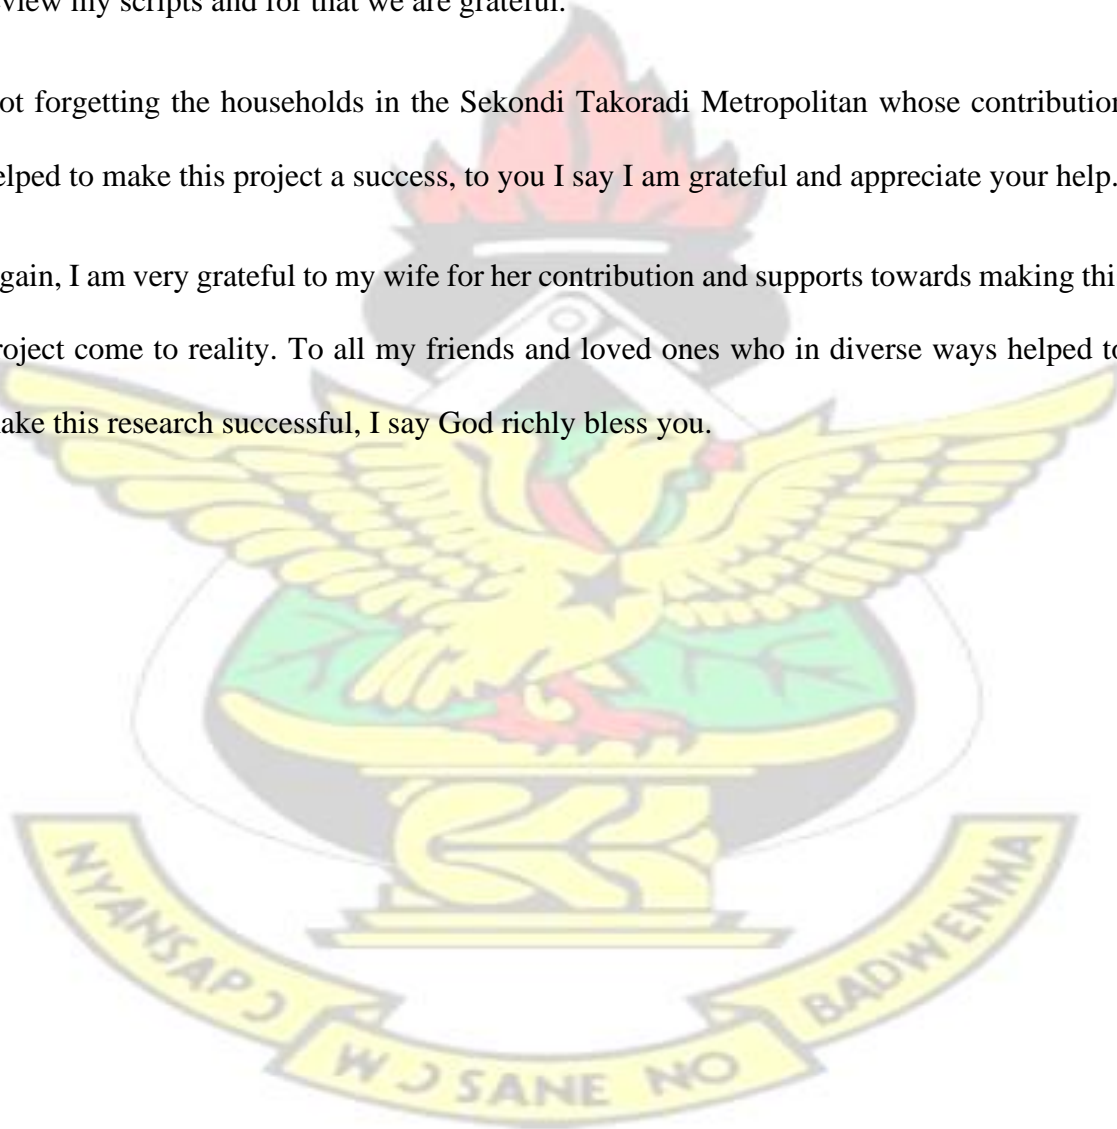 view my scripts and for that we are grateful.
ot forgetting the households in the Sekondi Takoradi Metropolitan whose contribution
elped to make this project a success, to you I say I am grateful and appreciate your help.
gain, I am very grateful to my wife for her contribution and supports towards making thi
roject come to reality. To all my friends and loved ones who in diverse ways helped to
ake this research successful, I say God richly bless you.
NYANSAPƆ WƆSANE NO BADWENMA